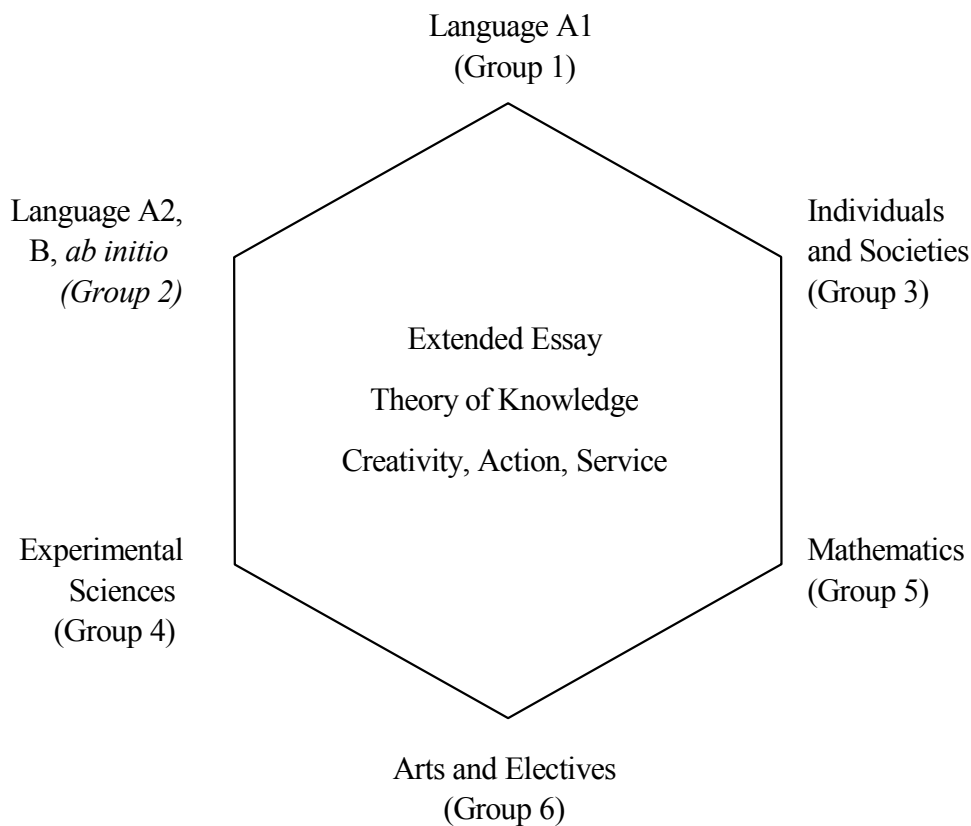 Language A1
(Group 1)
Language A2,
B, ab initio
(Group 2)
Individuals
and Societies
(Group 3)
Extended Essay
Theory of Knowledge
Creativity, Action, Service
Experimental
Sciences
(Group 4)
Mathematics
(Group 5)
Arts and Electives
(Group 6)